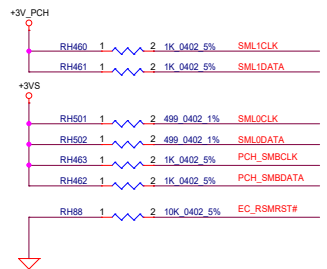 +3V_PCH
RH460 1 2 1K_0402_5% SML1CLK
RH461 1 2 1K_0402_5% SML1DATA
+3VS
RH501 1 2 499_0402_1% SML0CLK
RH502 1 2 499_0402_1% SML0DATA
RH463 1 2 1K_0402_5% PCH_SMBCLK
RH462 1 2 1K_0402_5% PCH_SMBDATA
RH88 1 2 10K_0402_5% EC_RSMRST#